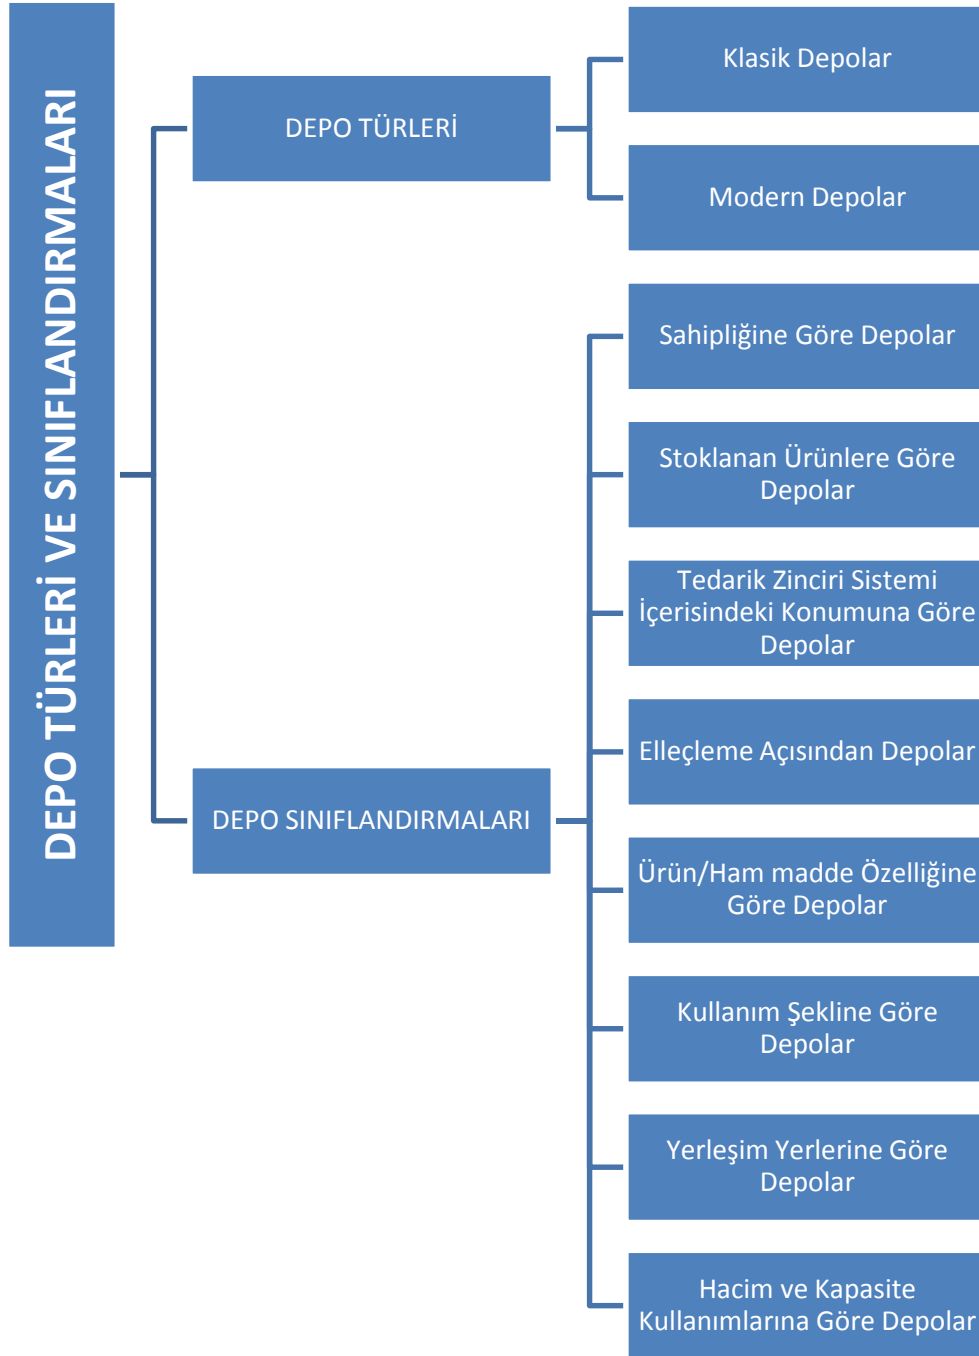 DEPO TÜRLERİ VE SINIFLANDIRMALARI
DEPO TÜRLERİ
Klasik Depolar
Modern Depolar
DEPO SINIFLANDIRMALARI
Sahipliğine Göre Depolar
Stoklanan Ürünlere Göre
Depolar
Tedarik Zinciri Sistemi
İçerisindeki Konumuna Göre
Depolar
Elleçleme Açısından Depolar
Ürün/Ham madde Özelliğine
Göre Depolar
Kullanım Şekline Göre
Depolar
Yerleşim Yerlerine Göre
Depolar
Hacim ve Kapasite
Kullanımlarına Göre Depolar